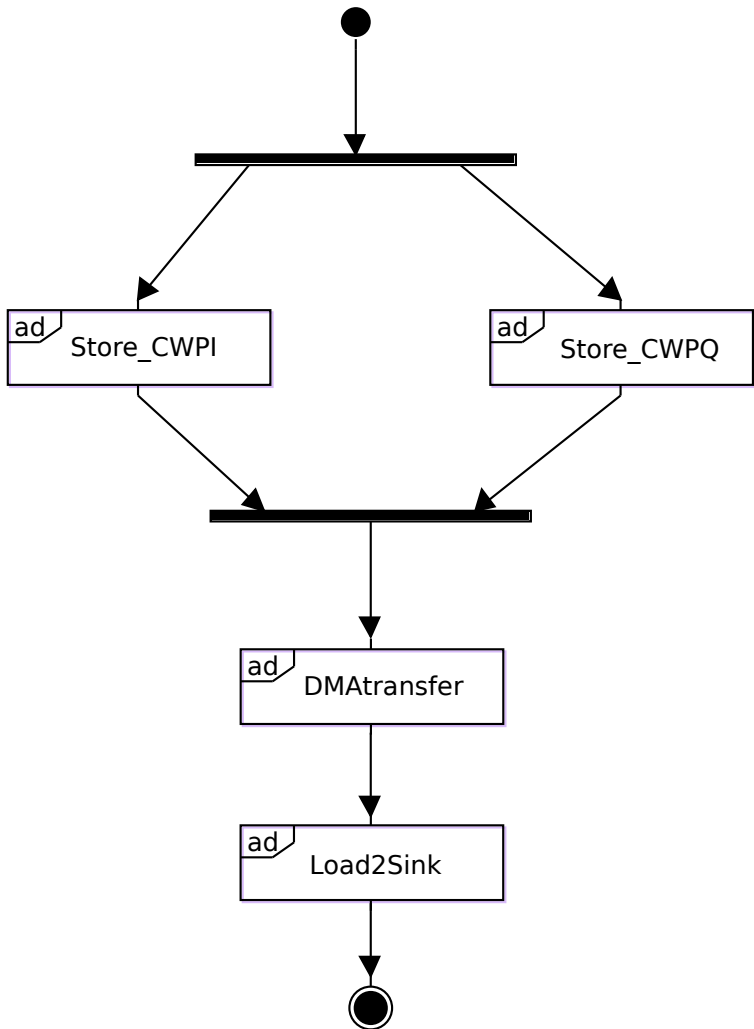 ad
Store_CWPI
ad
Store_CWPQ
ad
DMAtransfer
ad
Load2Sink